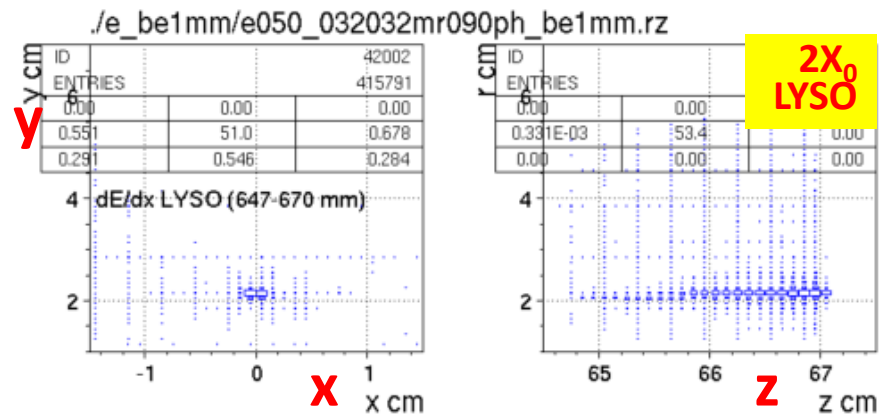 ./e_be1mm/e050_032032mr090ph_be1mm.rz
y cm
ID 42002
ENTRIES 415791
0.00 0.00 0.00
0.551 51.0 0.678
0.291 0.546 0.284
y
6
4
2
dE/dx LYSO (647-670 mm)
-1 0 1
x
x cm
r cm
ID
ENTRIES
0.00 0.00
0.331E-03 53.4 0.00
0.00 0.00 0.00
2X₀
LYSO
6
4
2
65 66 67
z
z cm